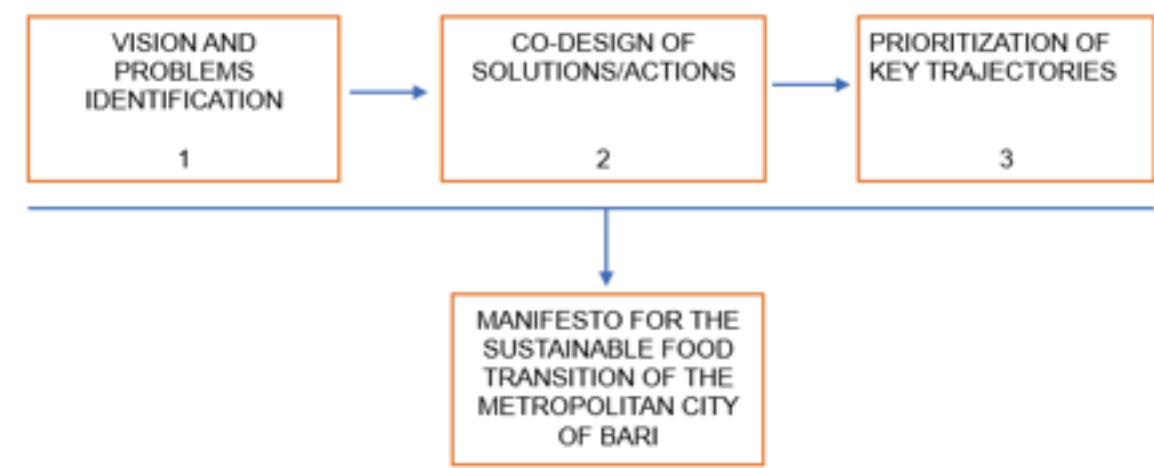 VISION AND
PROBLEMS
IDENTIFICATION
1
CO-DESIGN OF
SOLUTIONS/ACTIONS
2
PRIORITIZATION OF
KEY TRAJECTORIES
3
MANIFESTO FOR THE
SUSTAINABLE FOOD
TRANSITION OF THE
METROPOLITAN CITY
OF BARI